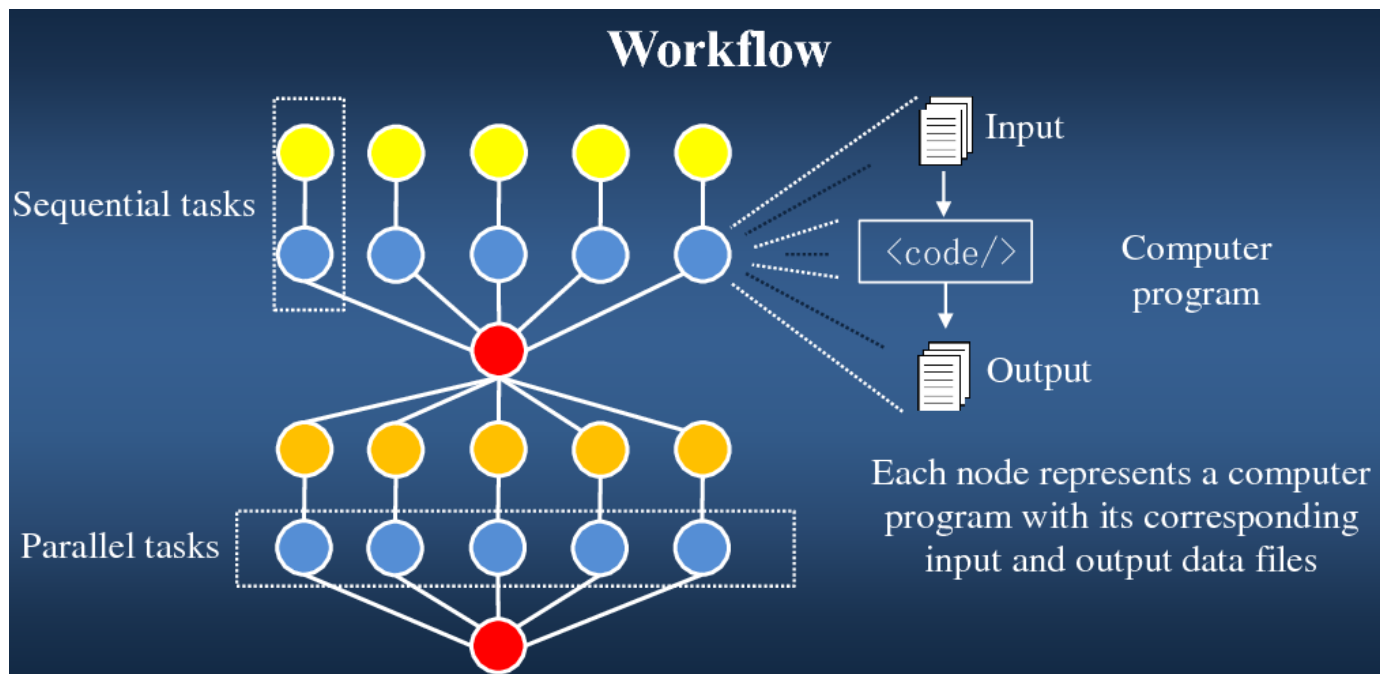 Workflow
Input
Sequential tasks
<code/>
Computer
program
Output
Each node represents a computer
program with its corresponding
input and output data files
Parallel tasks